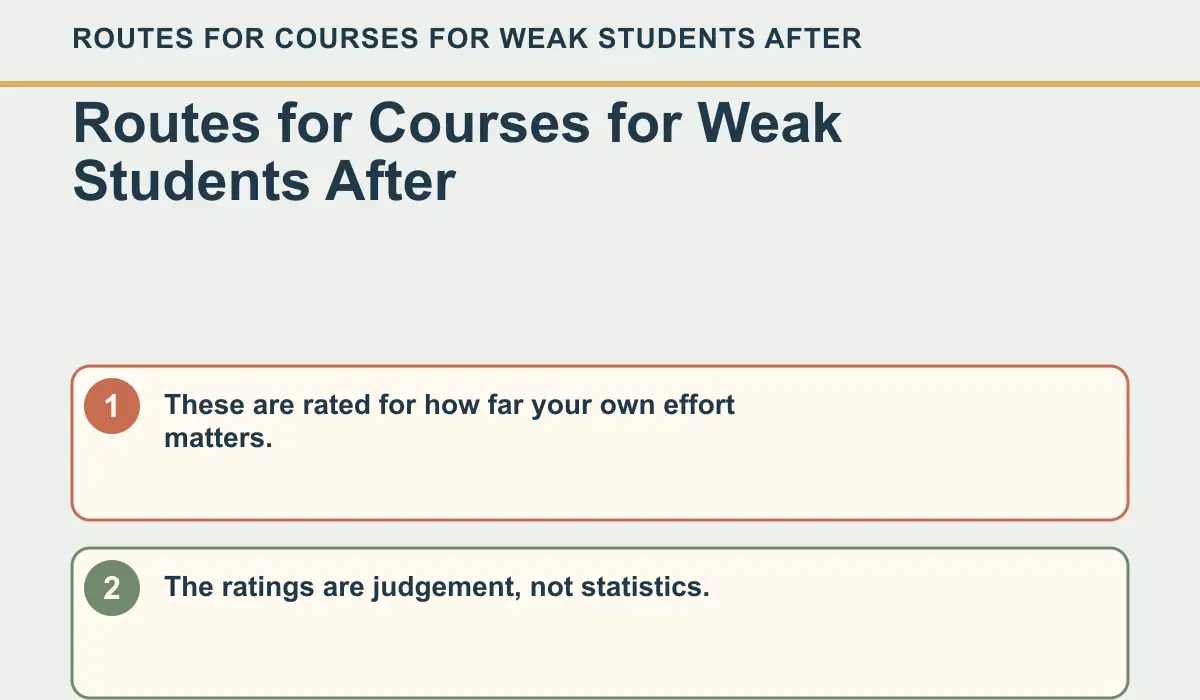 ROUTES FOR COURSES FOR WEAK STUDENTS AFTER
Routes for Courses for Weak
Students After
1
These are rated for how far your own effort
matters.
2
The ratings are judgement, not statistics.